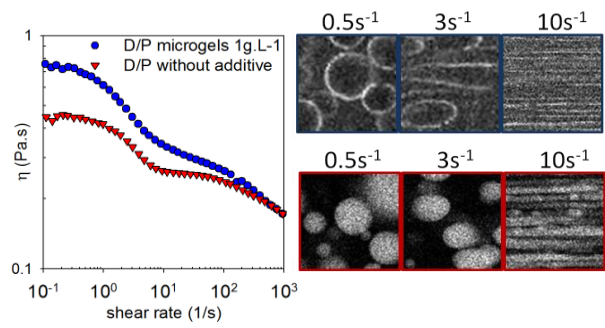 D/P microgels 1g.L-1
D/P without additive
1
0.1
η (Pa.s)
10-1 100 101 102 103
shear rate (1/s)
0.5s-1 3s-1 10s-1
0.5s-1 3s-1 10s-1